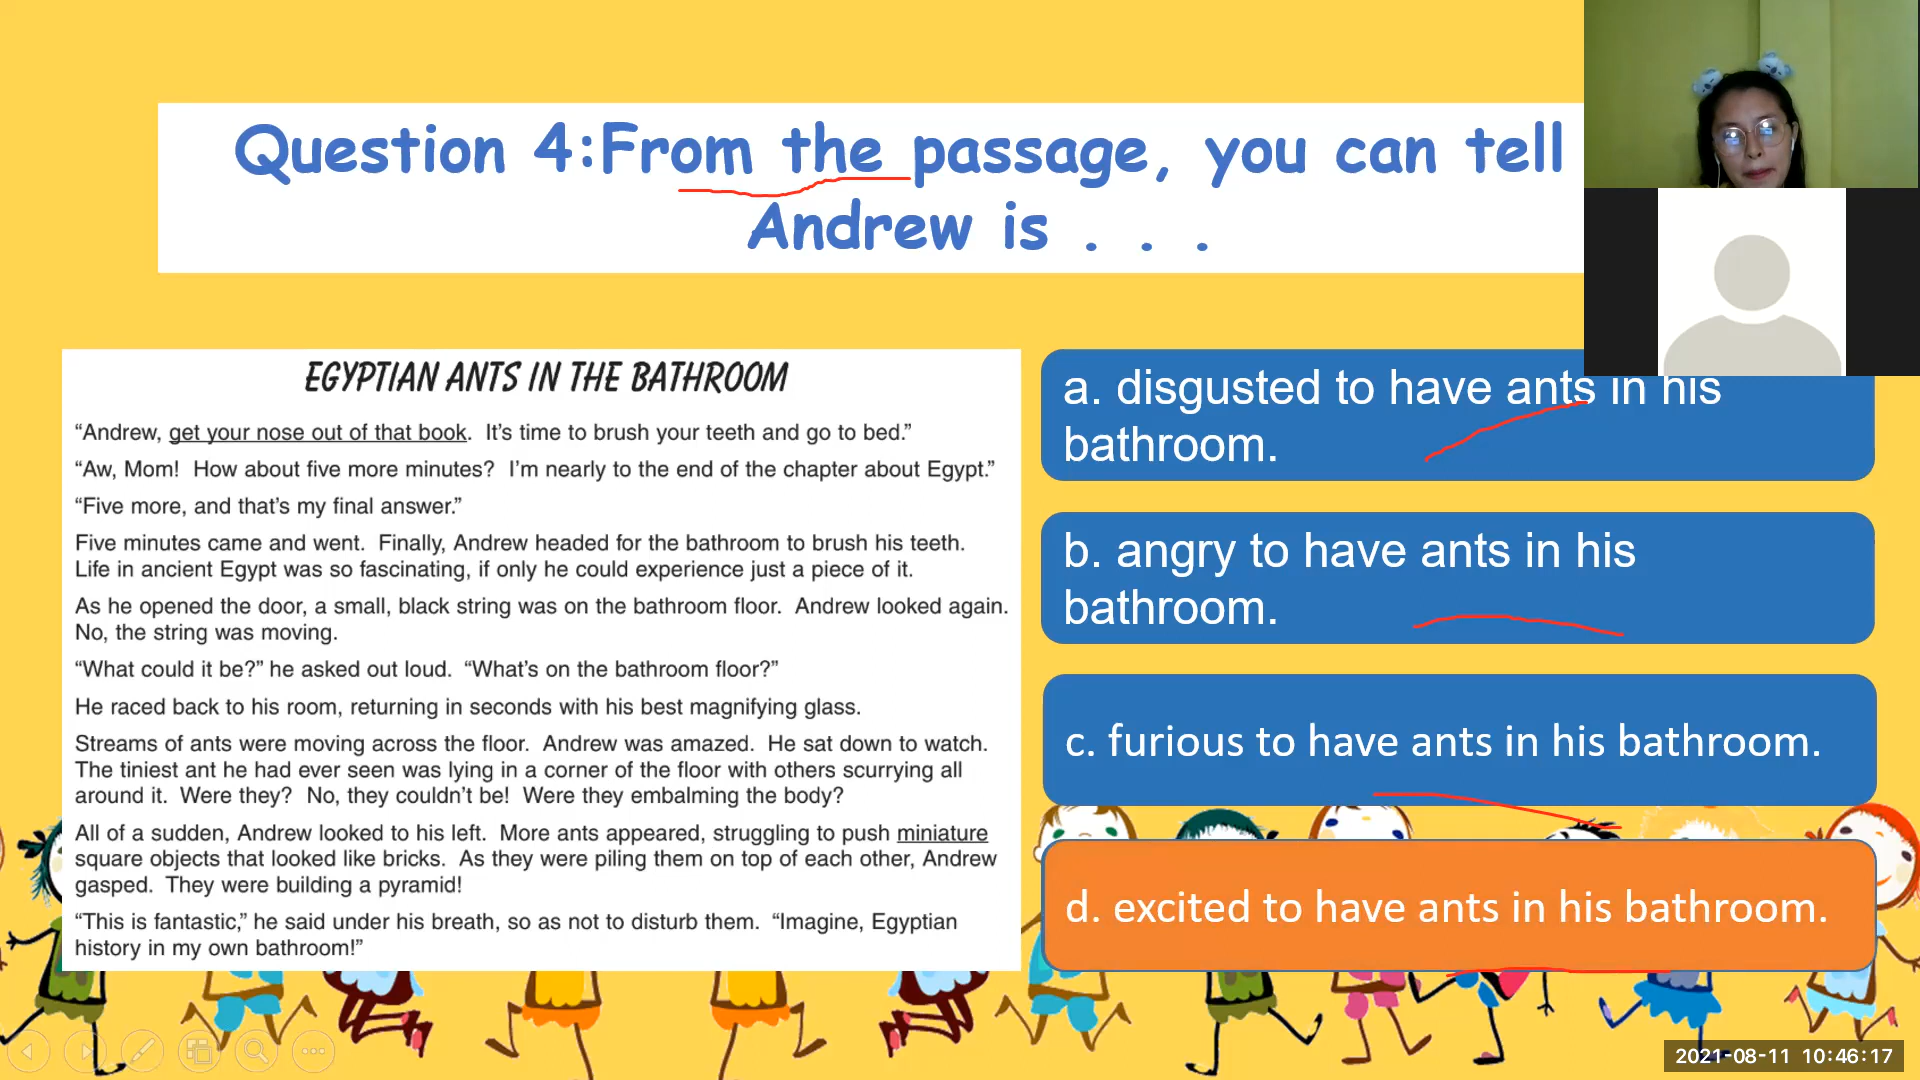 Question 4:From the passage, you can tell
Andrew is . . .
EGYPTIAN ANTS IN THE BATHROOM
“Andrew, get your nose out of that book.  It’s time to brush your teeth and go to bed.”
“Aw, Mom!  How about five more minutes?  I’m nearly to the end of the chapter about Egypt.”
“Five more, and that’s my final answer.”
Five minutes came and went.  Finally, Andrew headed for the bathroom to brush his teeth.
Life in ancient Egypt was so fascinating, if only he could experience just a piece of it.
As he opened the door, a small, black string was on the bathroom floor.  Andrew looked again.
No, the string was moving.
“What could it be?” he asked out loud.  “What’s on the bathroom floor?”
He raced back to his room, returning in seconds with his best magnifying glass.
Streams of ants were moving across the floor.  Andrew was amazed.  He sat down to watch.
The tiniest ant he had ever seen was lying in a corner of the floor with others scurrying all
around it.  Were they?  No, they couldn’t be!  Were they embalming the body?
All of a sudden, Andrew looked to his left.  More ants appeared, struggling to push miniature
square objects that looked like bricks.  As they were piling them on top of each other, Andrew
gasped.  They were building a pyramid!
“This is fantastic,” he said under his breath, so as not to disturb them.  “Imagine, Egyptian
history in my own bathroom!”
a. disgusted to have ants in his
bathroom.
b. angry to have ants in his
bathroom.
c. furious to have ants in his bathroom.
d. excited to have ants in his bathroom.
2021-08-11 10:46:17